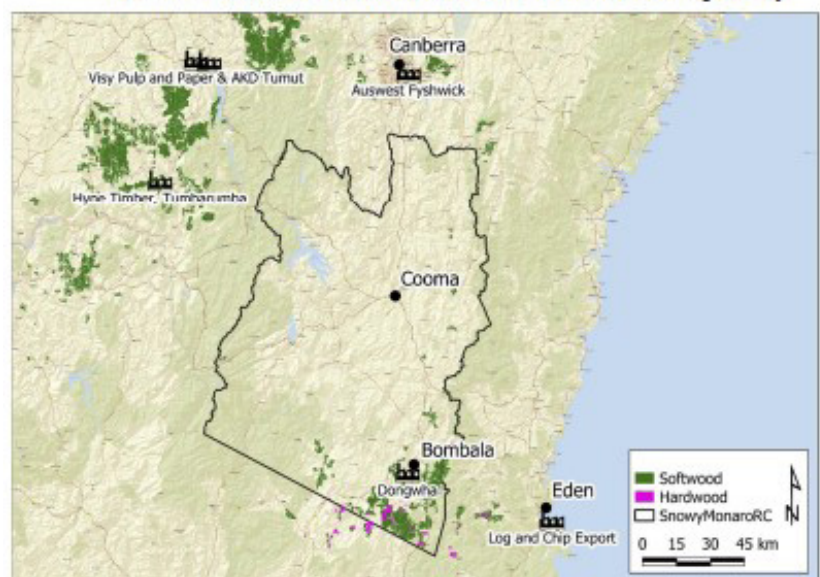 Canberra
Visy Pulp and Paper & AKD Tumut
Auswest Fyshwick
Hyne Timber, Tumbarumba
Cooma
Bombala
Dongwha
Eden
Log and Chip Export
Softwood
Hardwood
SnowyMonaroRC
N
0 15 30 45 km